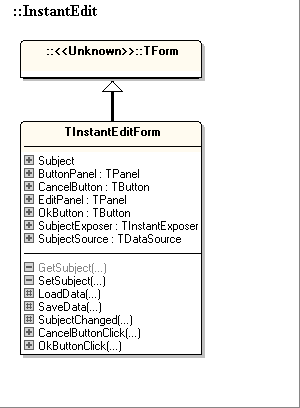 ::InstantEdit
::<<Unknown>>::TForm
TInstantEditForm
Subject
ButtonPanel : TPanel
CancelButton : TButton
EditPanel : TPanel
OkButton : TButton
SubjectExposer : TInstantExposer
SubjectSource : TDataSource
GetSubject(...)
SetSubject(...)
LoadData(...)
SaveData(...)
SubjectChanged(...)
CancelButtonClick(...)
OkButtonClick(...)